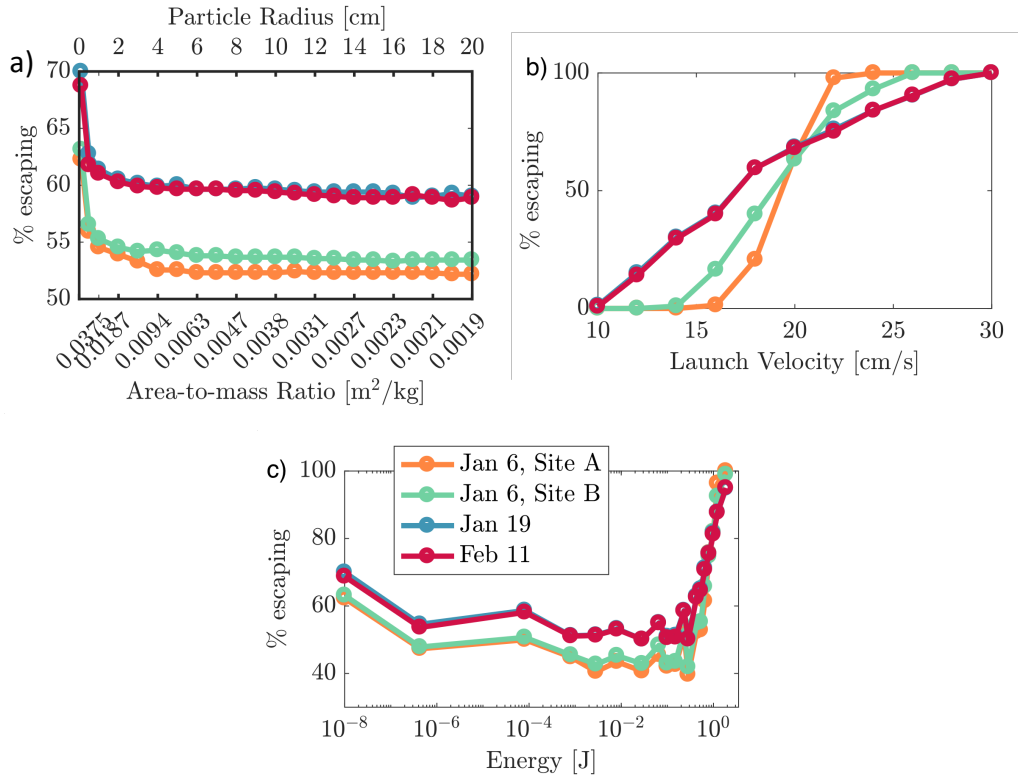 Particle Radius [cm]
0 2 4 6 8 10 12 14 16 18 20
a)
70
65
60
55
50
% escaping
0.0375
0.0187
0.0094
0.0063
0.0047
0.0038
0.0031
0.0027
0.0023
0.0021
0.0019
Area-to-mass Ratio [m²/kg]
b)
100
50
0
% escaping
10 15 20 25 30
Launch Velocity [cm/s]
c)
100
80
60
40
% escaping
Jan 6, Site A
Jan 6, Site B
Jan 19
Feb 11
10⁻⁸ 10⁻⁶ 10⁻⁴ 10⁻² 10⁰
Energy [J]